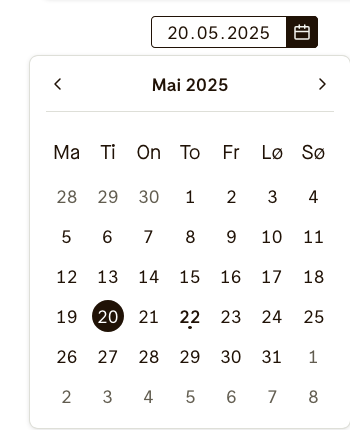 20.05.2025
Mai 2025
Ma Ti On To Fr Lø Sø
28 29 30 1 2 3 4
5 6 7 8 9 10 11
12 13 14 15 16 17 18
19 20 21 22 23 24 25
26 27 28 29 30 31 1
2 3 4 5 6 7 8